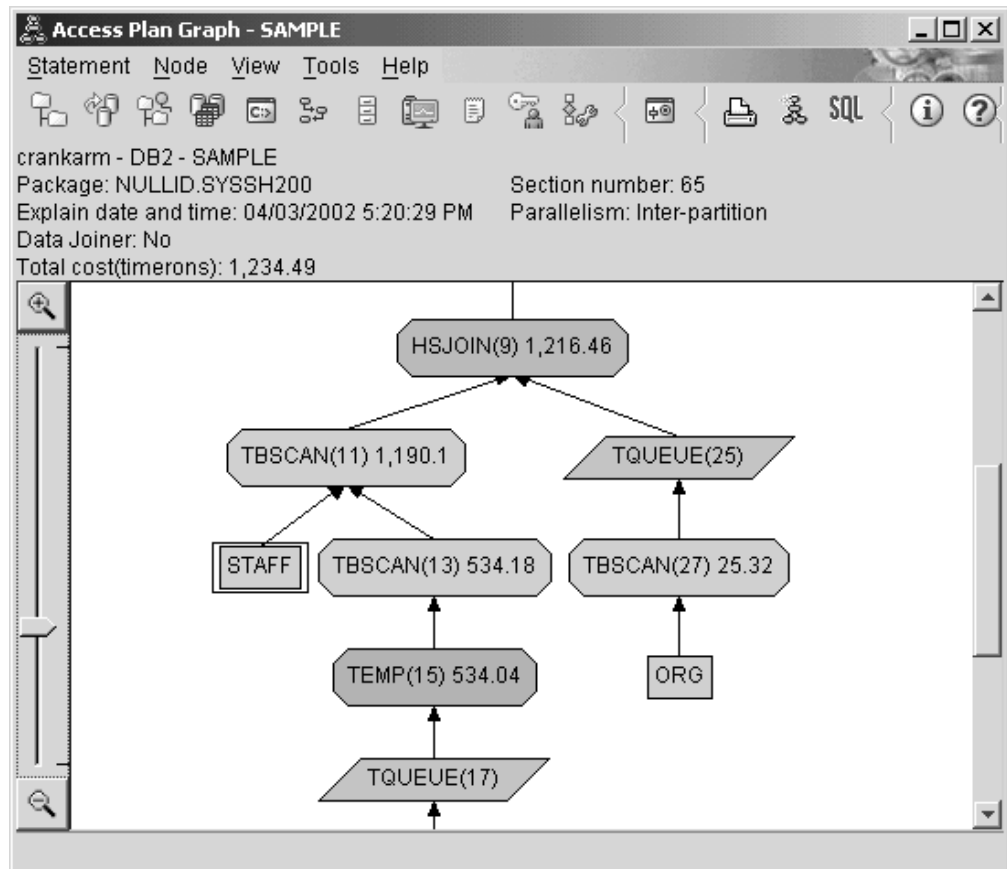 Access Plan Graph - SAMPLE
Statement Node View Tools Help
C:> SQL i ?
crankarm - DB2 - SAMPLE
Package: NULLID.SYSSH200 Section number: 65
Explain date and time: 04/03/2002 5:20:29 PM Parallelism: Inter-partition
Data Joiner: No
Total cost(timerons): 1,234.49
HSJOIN(9) 1,216.46
TBSCAN(11) 1,190.1 TQUEUE(25)
STAFF TBSCAN(13) 534.18 TBSCAN(27) 25.32
TEMP(15) 534.04 ORG
TQUEUE(17)